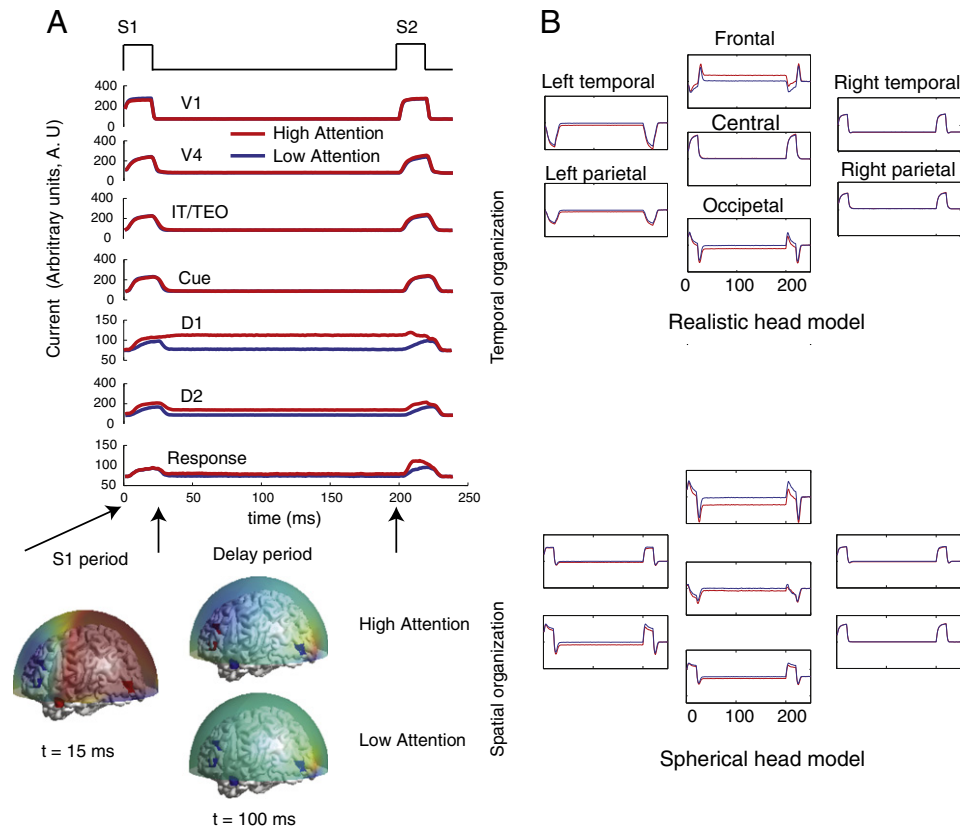 A
S1
S2
Current (Arbritrary units, A. U)
400
200
0
V1
High Attention
Low Attention
400
200
0
V4
400
200
0
IT/TEO
400
200
0
Cue
150
100
50
D1
400
200
0
D2
150
100
50
Response
0
50
100
150
200
250
time (ms)
S1 period
Delay period
High Attention
Low Attention
t = 15 ms
t = 100 ms
Temporal organization
Spatial organization
B
Frontal
Left temporal
Right temporal
Central
Left parietal
Right parietal
Occipetal
0
100
200
Realistic head model
0
100
200
Spherical head model